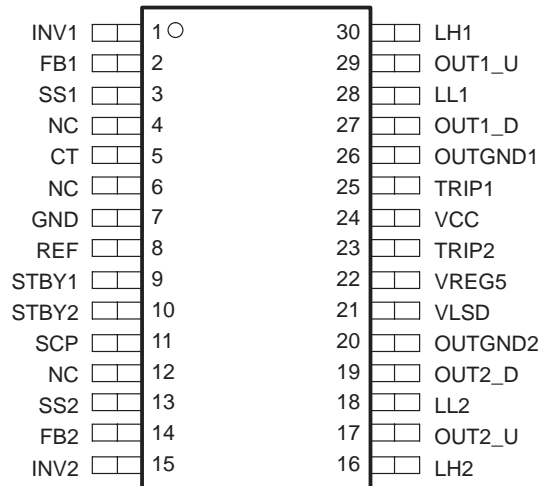 INV1 1 30 LH1
FB1 2 29 OUT1_U
SS1 3 28 LL1
NC 4 27 OUT1_D
CT 5 26 OUTGND1
NC 6 25 TRIP1
GND 7 24 VCC
REF 8 23 TRIP2
STBY1 9 22 VREG5
STBY2 10 21 VLSD
SCP 11 20 OUTGND2
NC 12 19 OUT2_D
SS2 13 18 LL2
FB2 14 17 OUT2_U
INV2 15 16 LH2